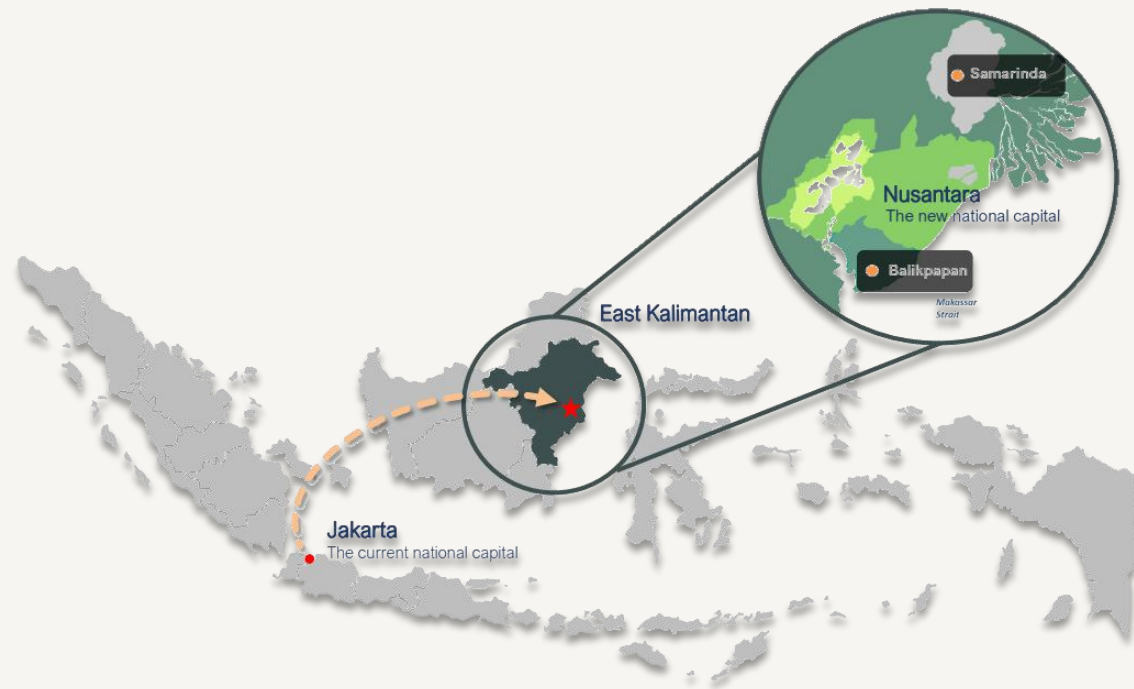 Samarinda
Nusantara
The new national capital
Balikpapan
Makassar
Strait
East Kalimantan
Jakarta
The current national capital